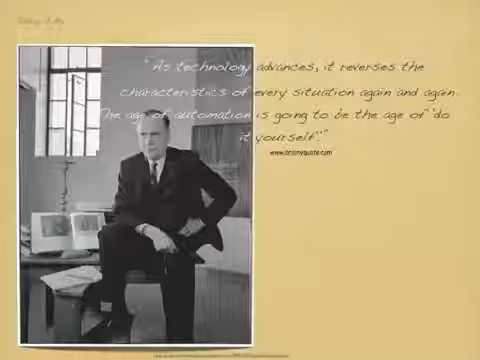 "As technology advances, it reverses the
characteristics of every situation again and again.
The age of automation is going to be the age of 'do
it yourself.'"
www.destinyquote.com